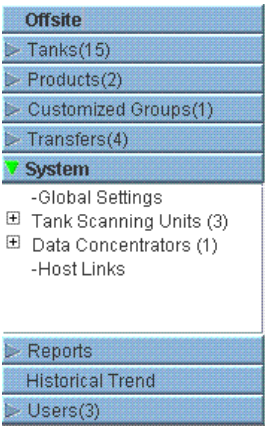 Offsite
Tanks(15)
Products(2)
Customized Groups(1)
Transfers(4)
System
-Global Settings
Tank Scanning Units (3)
Data Concentrators (1)
-Host Links
Reports
Historical Trend
Users(3)